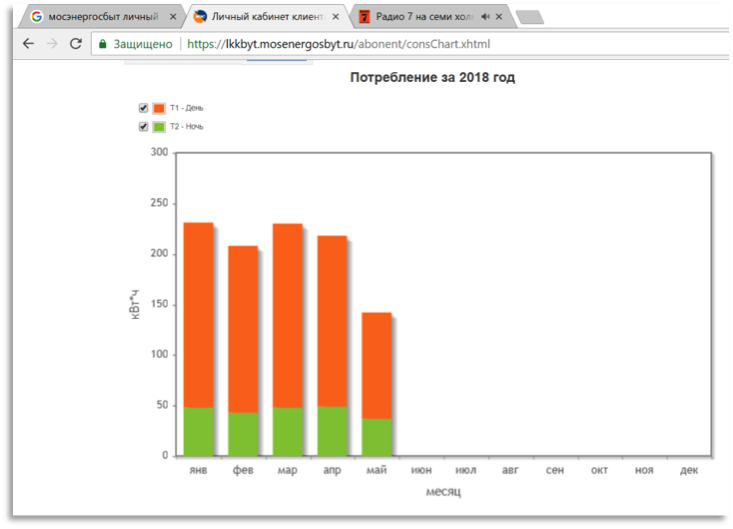 мосэнергосбыт личный
Личный кабинет клиент
Радио 7 на семи хол
Защищено
https://lkkbyt.mosenergosbyt.ru/abonent/consChart.xhtml
Потребление за 2018 год
T1 - День
T2 - Ночь
300
250
200
150
100
50
0
кВт*ч
янв фев мар апр май июн июл авг сен окт ноя дек
месяц